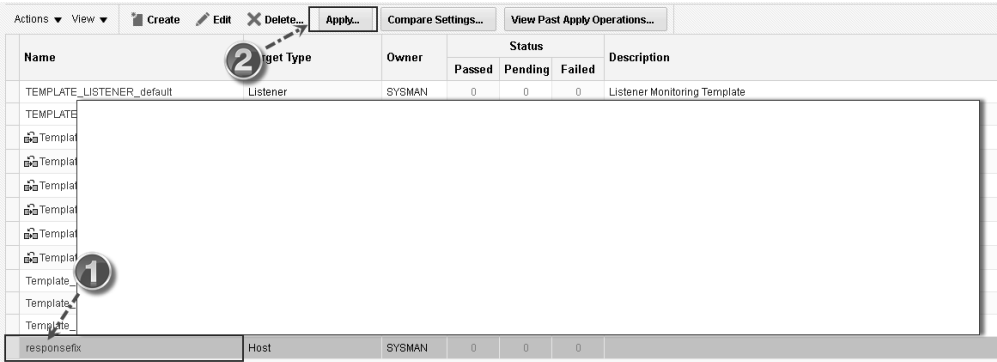 Actions View Create Edit Delete... Apply... Compare Settings... View Past Apply Operations...
2
Status
Name Type Owner Description
Passed Pending Failed
TEMPLATE_LISTENER_default Listener SYSMAN 0 0 0 Listener Monitoring Template
TEMPLATE
Templat
Templat
Templat
Templat
Templat
Templat
1
Template_
Template_
Template_
responsefix Host SYSMAN 0 0 0